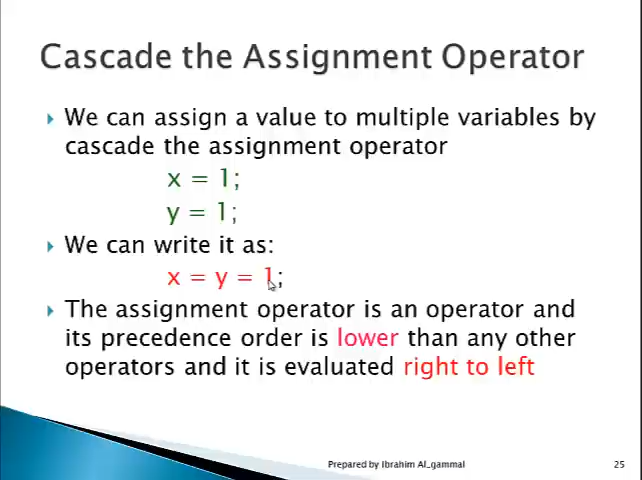 Cascade the Assignment Operator
We can assign a value to multiple variables by
cascade the assignment operator
x = 1;
y = 1;
We can write it as:
x = y = 1;
The assignment operator is an operator and
its precedence order is lower than any other
operators and it is evaluated right to left
Prepared by Ibrahim Al_gammal
25